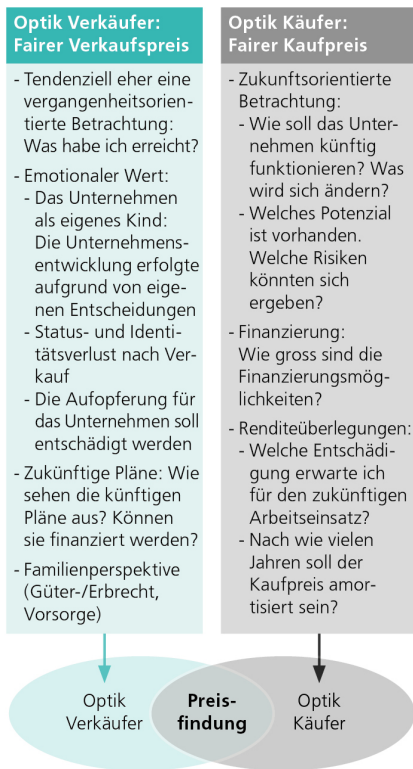 Optik Verkäufer:
Fairer Verkaufspreis
- Tendenziell eher eine
vergangenheitsorien-
tierte Betrachtung:
Was habe ich erreicht?
- Emotionaler Wert:
- Das Unternehmen
als eigenes Kind:
Die Unternehmens-
entwicklung erfolgte
aufgrund von eige-
nen Entscheidungen
- Status- und Identi-
tätsverlust nach Ver-
kauf
- Die Aufopferung für
das Unternehmen soll
entschädigt werden
- Zukünftige Pläne: Wie
sehen die künftigen
Pläne aus? Können
sie finanziert werden?
- Familienperspektive
(Güter-/Erbrecht,
Vorsorge)
Optik Käufer:
Fairer Kaufpreis
- Zukunftsorientierte
Betrachtung:
- Wie soll das Unter-
nehmen künftig
funktionieren? Was
wird sich ändern?
- Welches Potenzial
ist vorhanden.
Welche Risiken
könnten sich
ergeben?
- Finanzierung:
Wie gross sind die
Finanzierungsmög-
lichkeiten?
- Renditeüberlegungen:
- Welche Entschädi-
gung erwarte ich
für den zukünftigen
Arbeitseinsatz?
- Nach wie vielen
Jahren soll der
Kaufpreis amor-
tisiert sein?
Optik
Verkäufer
Preis-
findung
Optik
Käufer